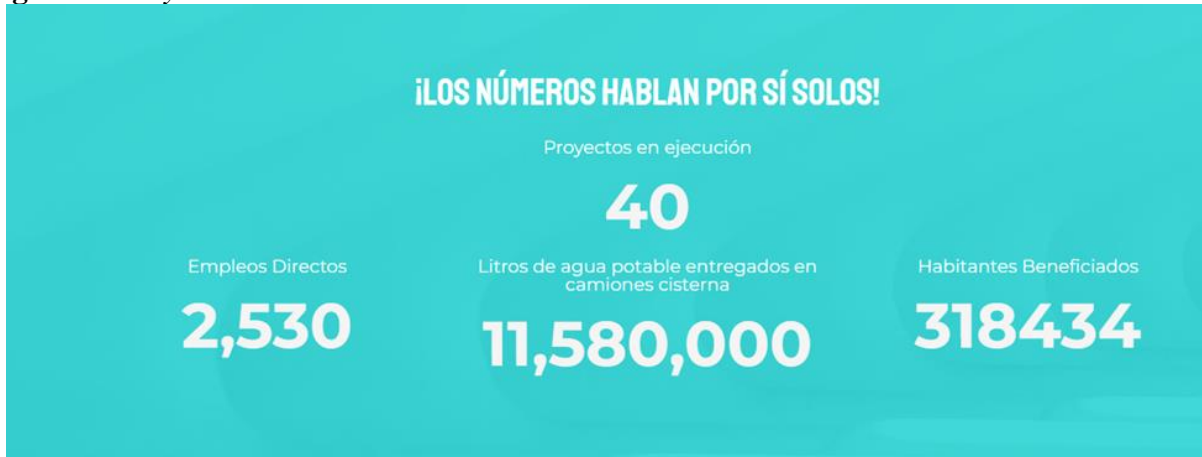 ¡LOS NÚMEROS HABLAN POR SÍ SOLOS!
Proyectos en ejecución
40
Empleos Directos
2,530
Litros de agua potable entregados en
camiones cisterna
11,580,000
Habitantes Beneficiados
318434